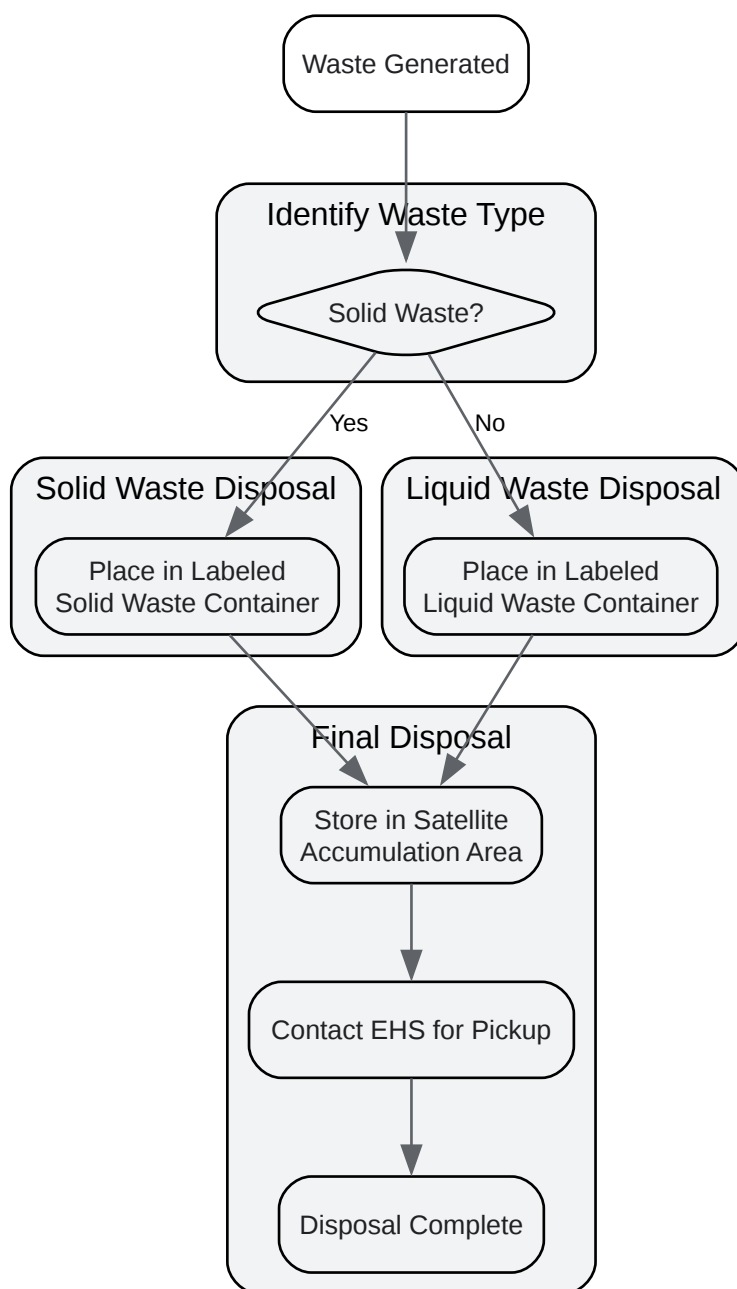 Waste Generated
Identify Waste Type
Solid Waste?
Yes
No
Solid Waste Disposal
Place in Labeled
Solid Waste Container
Liquid Waste Disposal
Place in Labeled
Liquid Waste Container
Final Disposal
Store in Satellite
Accumulation Area
Contact EHS for Pickup
Disposal Complete